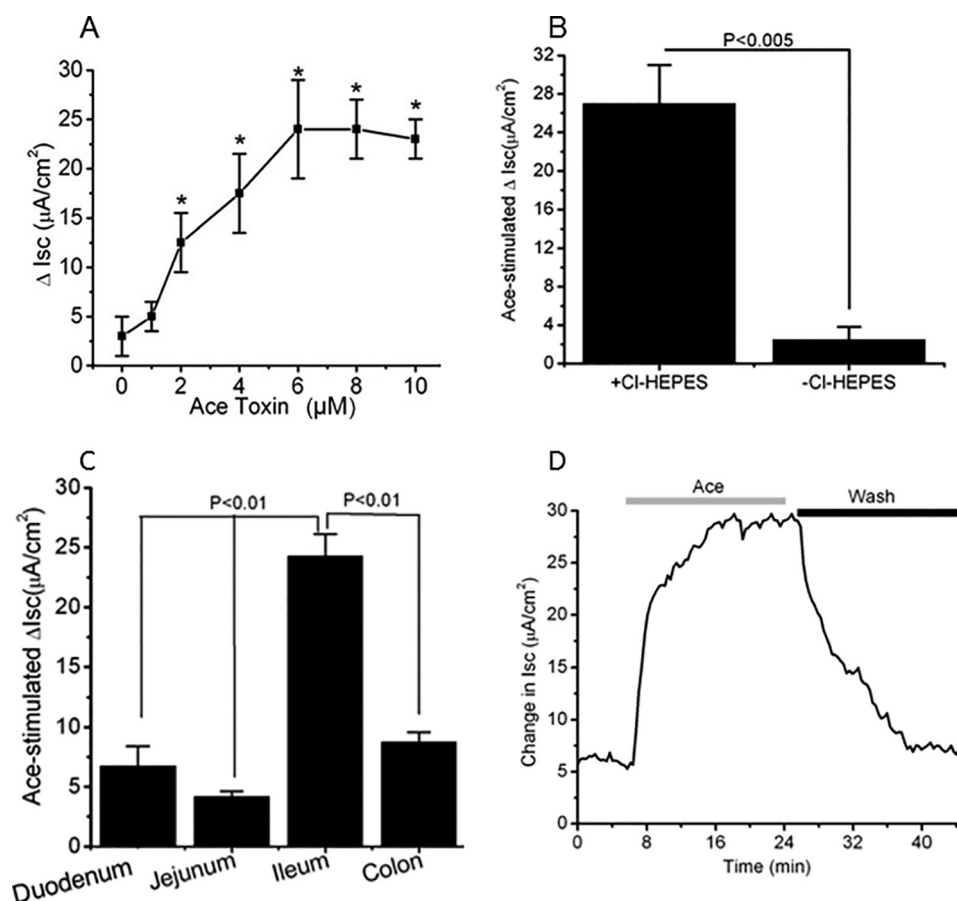 A
30
25
20
15
10
5
0
Δ Isc (μA/cm²)
* * * * *
0 2 4 6 8 10
Ace Toxin (μM)
B
P<0.005
32
28
24
20
16
12
8
4
0
Ace-stimulated Δ Isc(μA/cm²)
+Cl-HEPES -Cl-HEPES
C
30
25
20
15
10
5
0
Ace-stimulated ΔIsc(μA/cm²)
P<0.01 P<0.01
Duodenum Jejunum Ileum Colon
D
Ace
Wash
30
25
20
15
10
5
0
Change in Isc (μA/cm²)
0 8 16 24 32 40
Time (min)